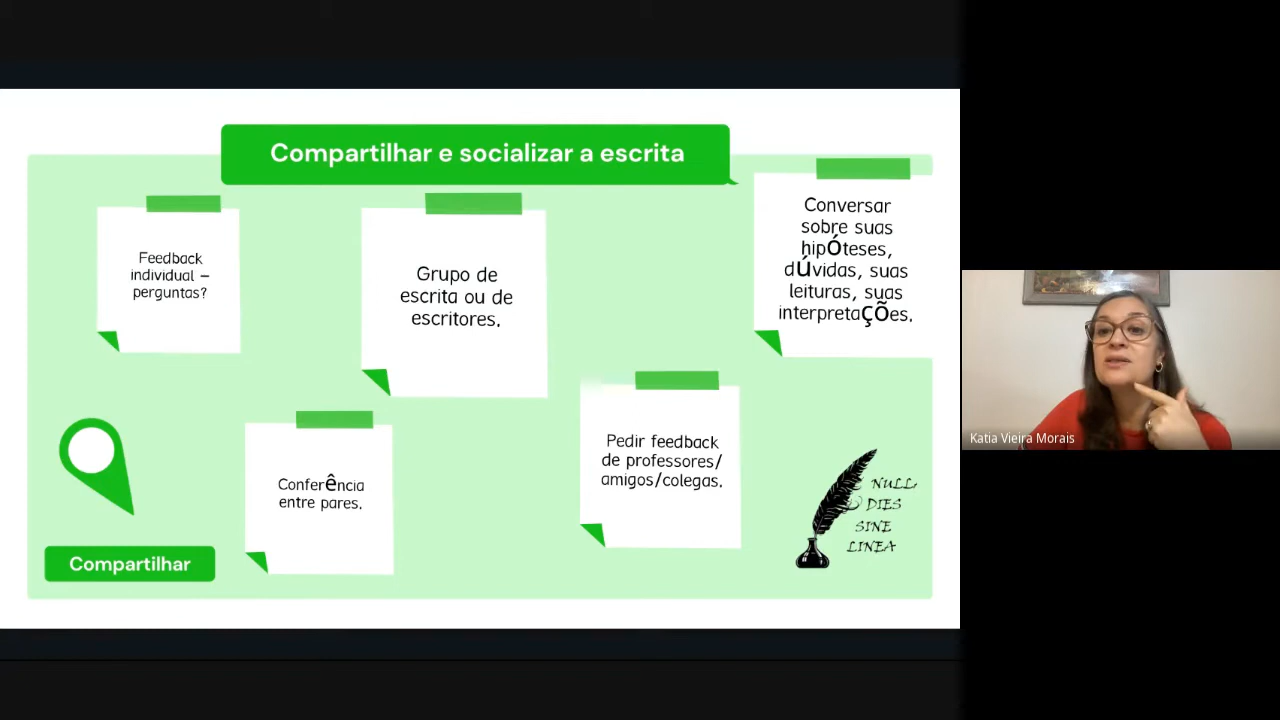 Compartilhar e socializar a escrita
Feedback
individual –
perguntas?
Grupo de
escrita ou de
escritores.
Conversar
sobre suas
hipÓteses,
dÚvidas, suas
leituras, suas
interpretaÇÕes.
ConferÊncia
entre pares.
Pedir feedback
de professores/
amigos/colegas.
Compartilhar
NULL
DIES
SINE
LINEA
Katia Vieira Morais